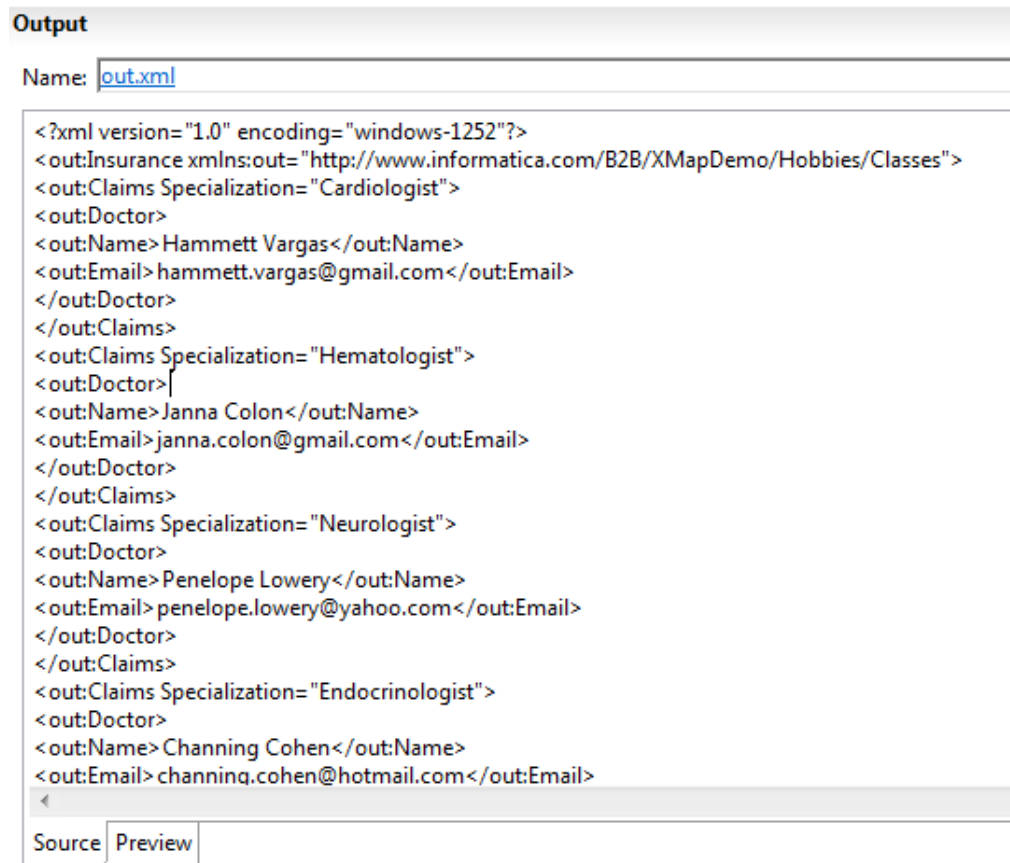 Output
Name: out.xml
<?xml version="1.0" encoding="windows-1252"?>
<out:Insurance xmlns:out="http://www.informatica.com/B2B/XMapDemo/Hobbies/Classes">
<out:Claims Specialization="Cardiologist">
<out:Doctor>
<out:Name>Hammett Vargas</out:Name>
<out:Email>hammett.vargas@gmail.com</out:Email>
</out:Doctor>
</out:Claims>
<out:Claims Specialization="Hematologist">
<out:Doctor>
<out:Name>Janna Colon</out:Name>
<out:Email>janna.colon@gmail.com</out:Email>
</out:Doctor>
</out:Claims>
<out:Claims Specialization="Neurologist">
<out:Doctor>
<out:Name>Penelope Lowery</out:Name>
<out:Email>penelope.lowery@yahoo.com</out:Email>
</out:Doctor>
</out:Claims>
<out:Claims Specialization="Endocrinologist">
<out:Doctor>
<out:Name>Channing Cohen</out:Name>
<out:Email>channing.cohen@hotmail.com</out:Email>
Source Preview